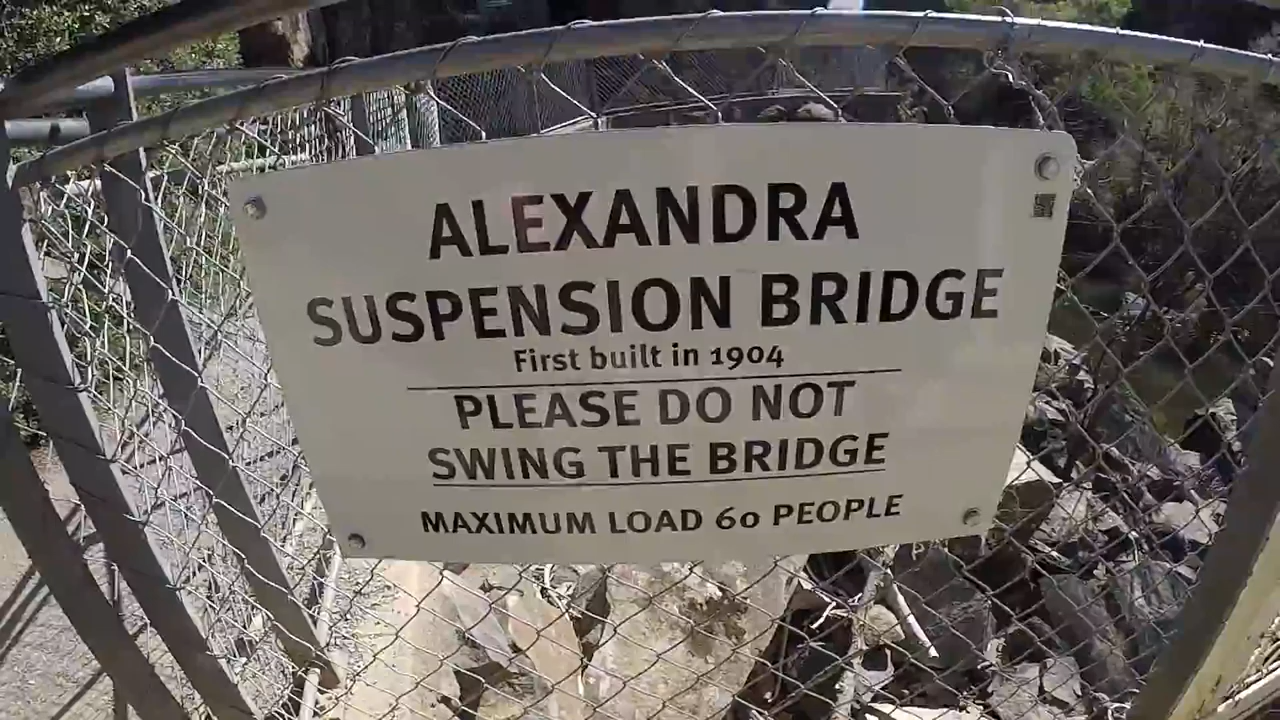 ALEXANDRA
SUSPENSION BRIDGE
First built in 1904
PLEASE DO NOT
SWING THE BRIDGE
MAXIMUM LOAD 60 PEOPLE